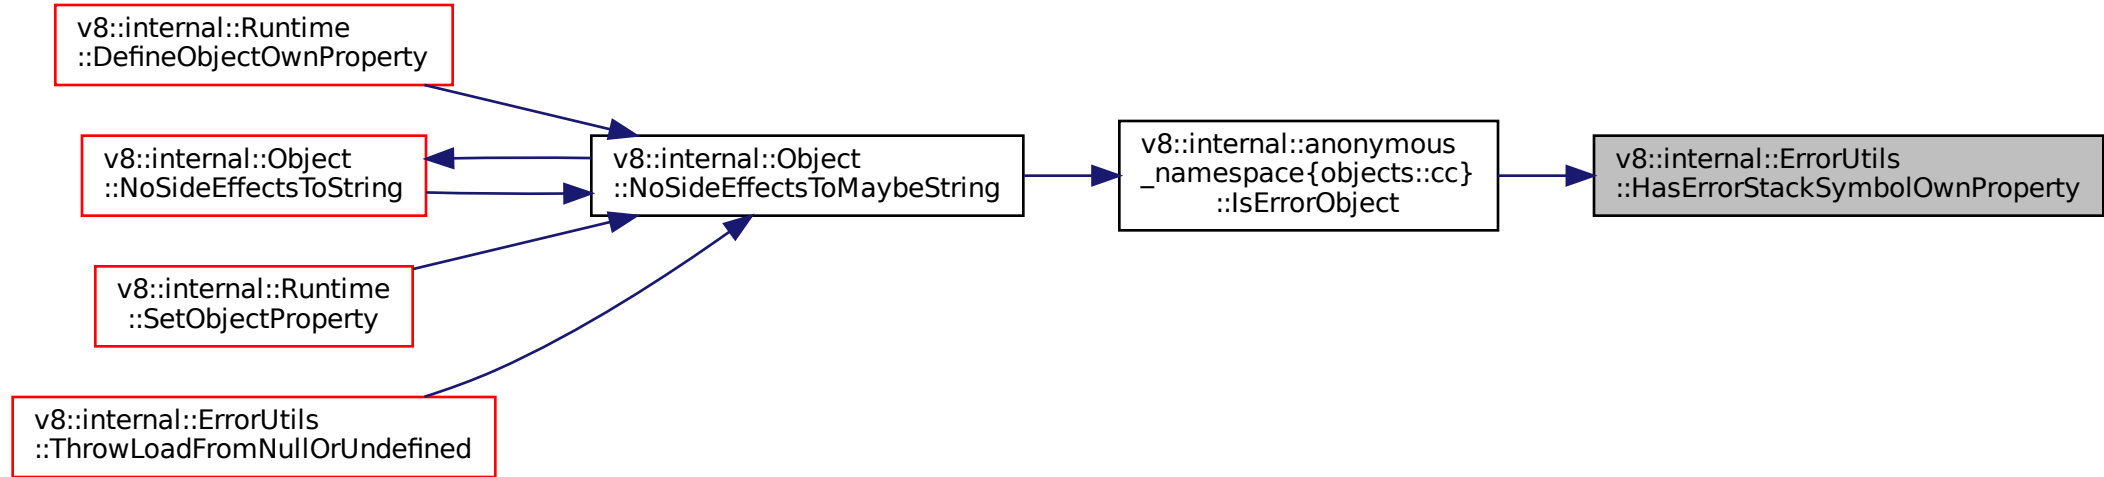 v8::internal::Runtime
::DefineObjectOwnProperty
v8::internal::Object
::NoSideEffectsToString
v8::internal::Runtime
::SetObjectProperty
v8::internal::ErrorUtils
::ThrowLoadFromNullOrUndefined
v8::internal::Object
::NoSideEffectsToMaybeString
v8::internal::anonymous
_namespace{objects::cc}
::IsErrorObject
v8::internal::ErrorUtils
::HasErrorStackSymbolOwnProperty